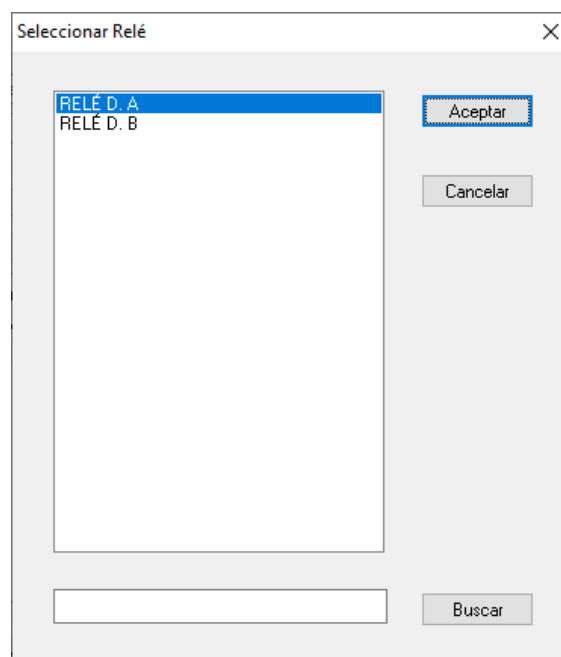 Seleccionar Relé
RELÉ D. A
RELÉ D. B
Aceptar
Cancelar
Buscar